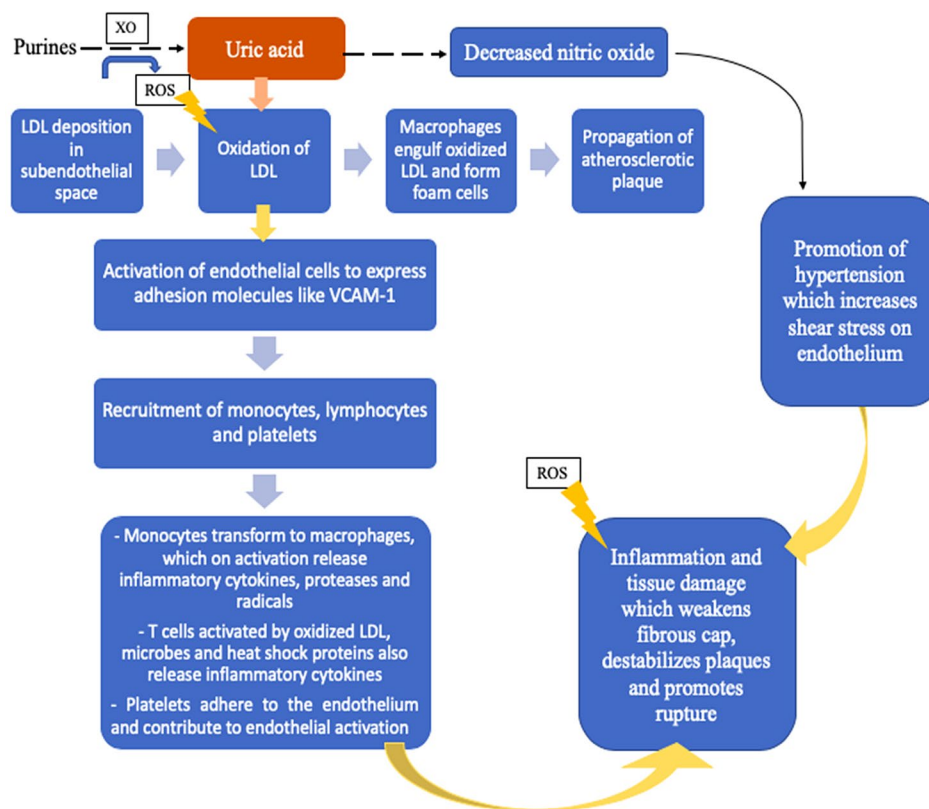 XO
Purines
Uric acid
Decreased nitric oxide
ROS
LDL deposition
in
subendothelial
space
Oxidation of
LDL
Macrophages
engulf oxidized
LDL and form
foam cells
Propagation of
atherosclerotic
plaque
Promotion of
hypertension
which increases
shear stress on
endothelium
Activation of endothelial cells to express
adhesion molecules like VCAM-1
Recruitment of monocytes, lymphocytes
and platelets
ROS
- Monocytes transform to macrophages,
which on activation release
inflammatory cytokines, proteases and
radicals
- T cells activated by oxidized LDL,
microbes and heat shock proteins also
release inflammatory cytokines
- Platelets adhere to the endothelium
and contribute to endothelial activation
Inflammation and
tissue damage
which weakens
fibrous cap,
destabilizes plaques
and promotes
rupture